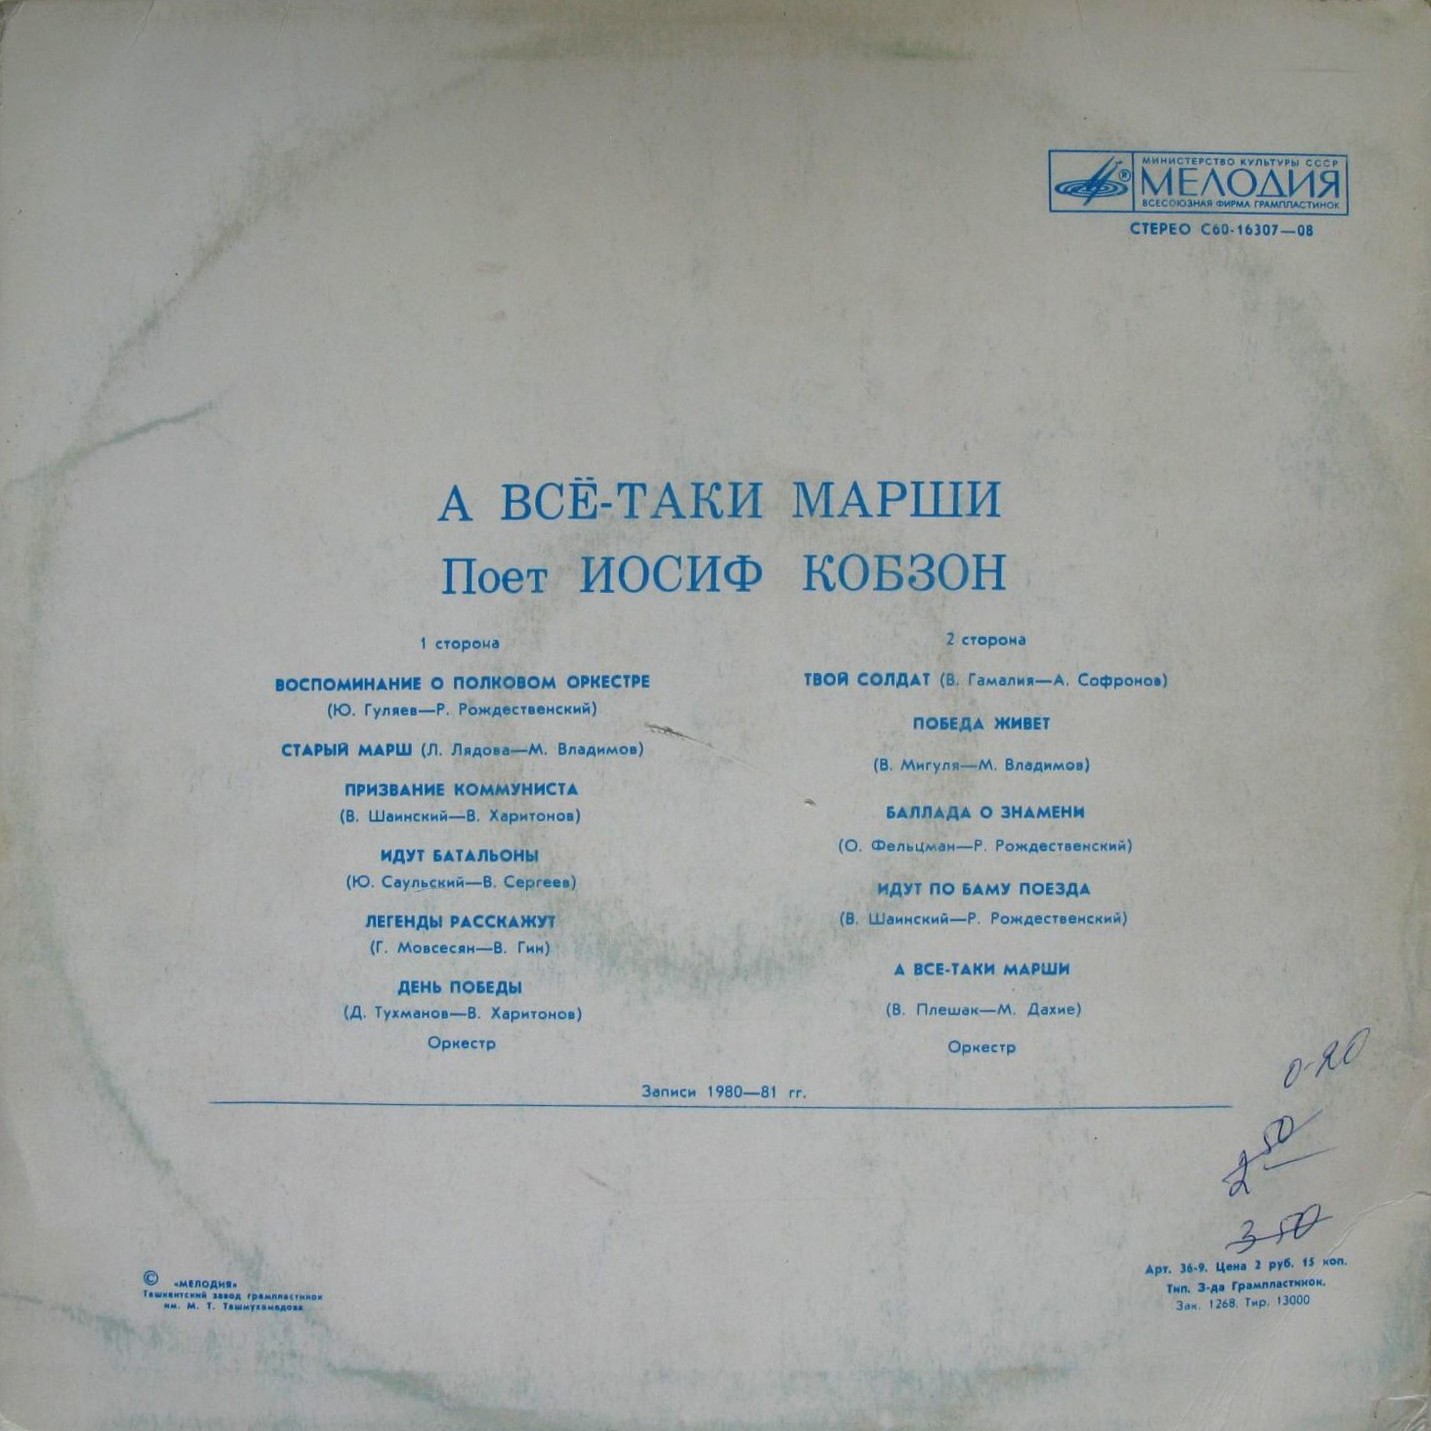 МИНИСТЕРСТВО КУЛЬТУРЫ СССР
МЕЛОДИЯ
ВСЕСОЮЗНАЯ ФИРМА ГРАМПЛАСТИНОК
СТЕРЕО С60-16307—08
А ВСЁ-ТАКИ МАРШИ
Поет ИОСИФ КОБЗОН
1 сторона
ВОСПОМИНАНИЕ О ПОЛКОВОМ ОРКЕСТРЕ
(Ю. Гуляев—Р. Рождественский)
СТАРЫЙ МАРШ (Л. Лядова—М. Владимов)
ПРИЗВАНИЕ КОММУНИСТА
(В. Шаинский—В. Харитонов)
ИДУТ БАТАЛЬОНЫ
(Ю. Саульский—В. Сергеев)
ЛЕГЕНДЫ РАССКАЖУТ
(Г. Мовсесян—В. Гин)
ДЕНЬ ПОБЕДЫ
(Д. Тухманов—В. Харитонов)
Оркестр
2 сторона
ТВОЙ СОЛДАТ (В. Гамалия—А. Софронов)
ПОБЕДА ЖИВЕТ
(В. Мигуля—М. Владимов)
БАЛЛАДА О ЗНАМЕНИ
(О. Фельцман—Р. Рождественский)
ИДУТ ПО БАМУ ПОЕЗДА
(В. Шаинский—Р. Рождественский)
А ВСЕ-ТАКИ МАРШИ
(В. Плешак—М. Дахие)
Оркестр
Записи 1980—81 гг.
0-20
2 50
3 50
© «МЕЛОДИЯ»
Ташкентский завод грампластинок
им. М. Т. Ташмухамедова
Арт. 36-9. Цена 2 руб. 15 коп.
Тип. З-да Грампластинок.
Зак. 1268. Тир. 13000